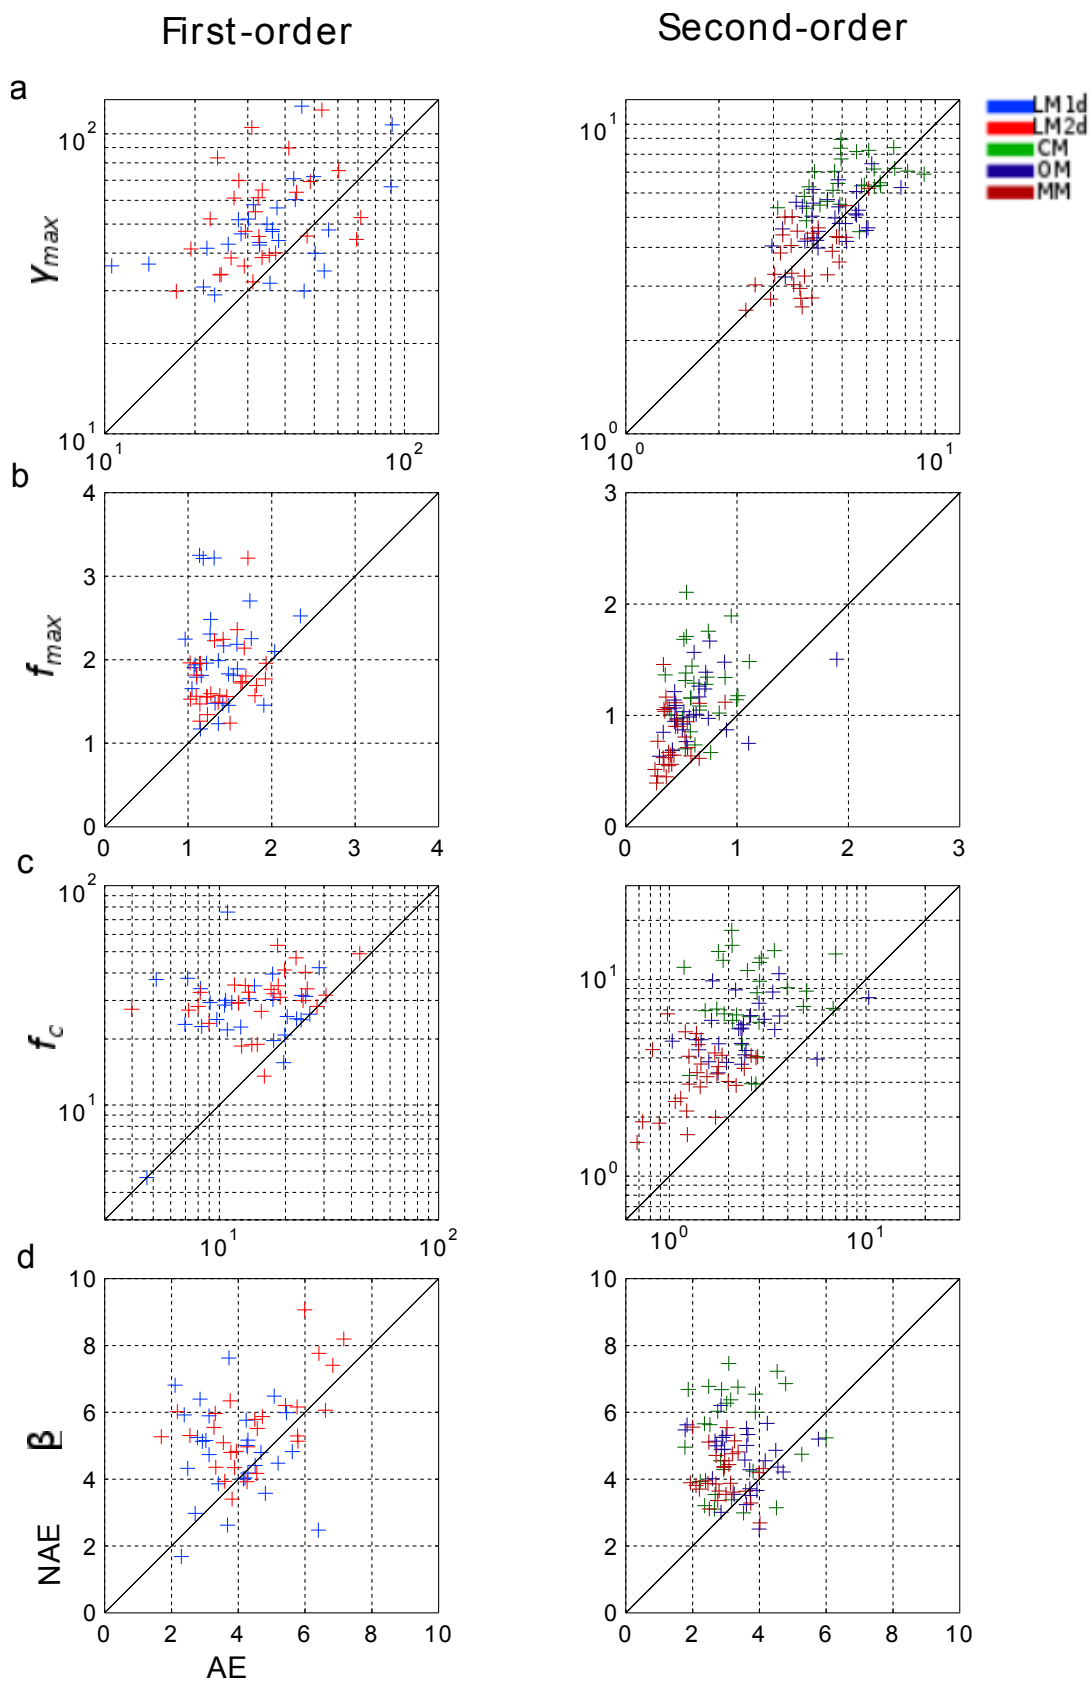 First-order Second-order
a
LM1d
LM2d
CM
OM
MM
γmax
10² 10¹
10¹ 10⁰
10¹ 10² 10⁰ 10¹
b
fmax
4 3
3 2
2 1
1
0 0
0 1 2 3 4 0 1 2 3
c
fc
10² 10¹
10¹ 10⁰
10¹ 10² 10⁰ 10¹
d
β
NAE
10 10
8 8
6 6
4 4
2 2
0 0
0 2 4 6 8 10 0 2 4 6 8 10
AE